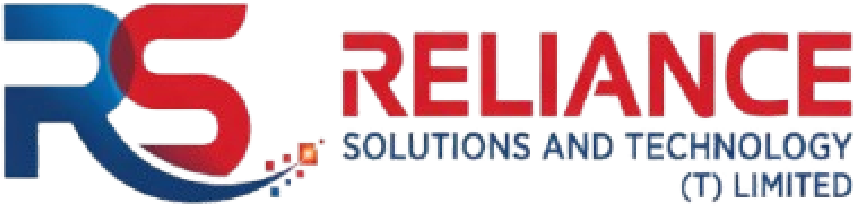 RS
RELIANCE
SOLUTIONS AND TECHNOLOGY
(T) LIMITED